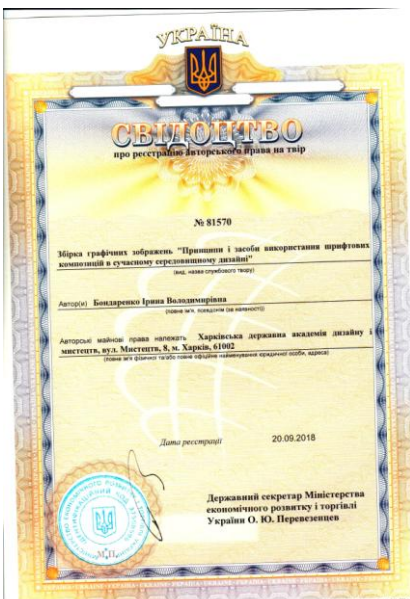 УКРАЇНА
СВІДОЦТВО
про реєстрацію авторського права на твір
№ 81570
Збірка графічних зображень "Принципи і засоби використання шрифтових
композицій в сучасному середовищному дизайні"
(вид, назва службового твору)
Автор(и) Бондаренко Ірина Володимирівна
(повне ім'я, псевдонім (за наявності))
Авторські майнові права належать Харківська державна академія дизайну і
мистецтв, вул. Мистецтв, 8, м. Харків, 61002
(повне ім'я фізичної та/або повне офіційне найменування юридичної особи, адреса)
Дата реєстрації 20.09.2018
Державний секретар Міністерства
економічного розвитку і торгівлі
України О. Ю. Перевезенцев
М.П.